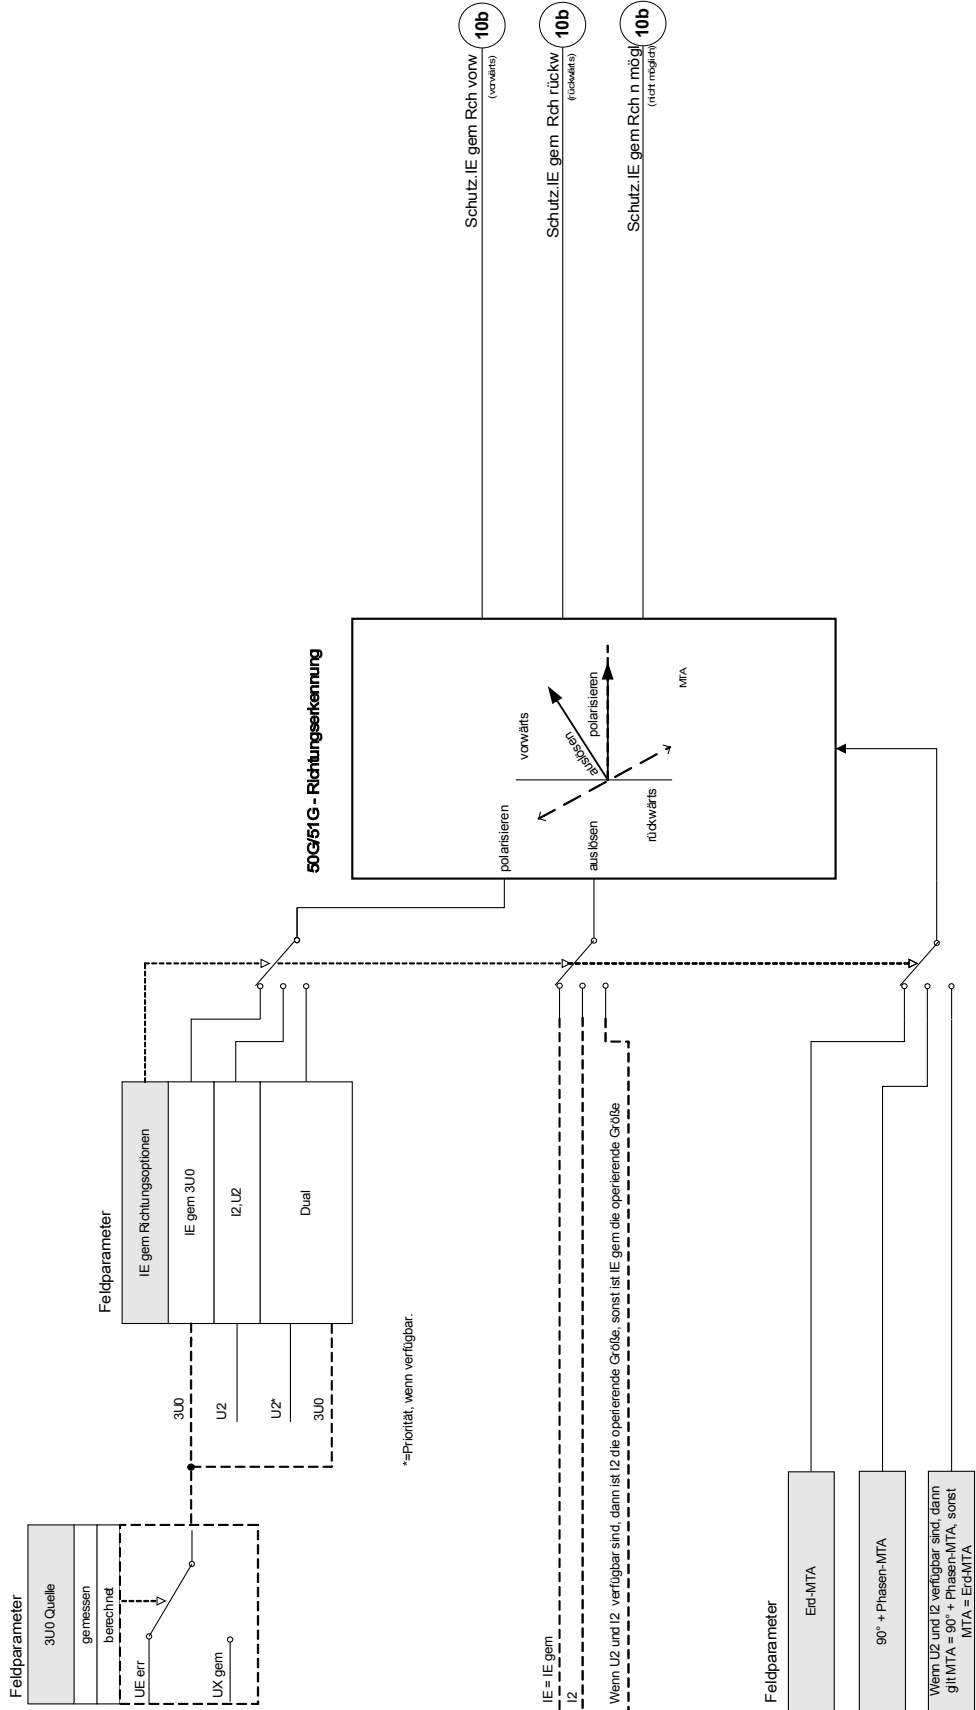 Feldparameter
3U0 Quelle
gemessen
berechnet
UE err
UX gem
Feldparameter
IE gem Richtungsoptionen
IE gem 3U0
I2,U2
Dual
3U0
U2
U2*
3U0
*=Priorität, wenn verfügbar.
IE = IE gem
I2
Wenn U2 und I2 verfügbar sind, dann ist I2 die operierende Größe, sonst ist IE gem die operierende Größe
Feldparameter
Erd-MTA
90° + Phasen-MTA
Wenn U2 und I2 verfügbar sind, dann
gilt MTA = 90° + Phasen-MTA, sonst
MTA = Erd-MTA
50G/51G - Richtungserkennung
polarisieren
auslösen
vorwärts
auslösen
polarisieren
rückwärts
MTA
Schutz.IE gem Rch vorw
(vorwärts)
10b
Schutz.IE gem Rch rückw
(rückwärts)
10b
Schutz.IE gem Rch n mögl
(nicht möglich)
10b